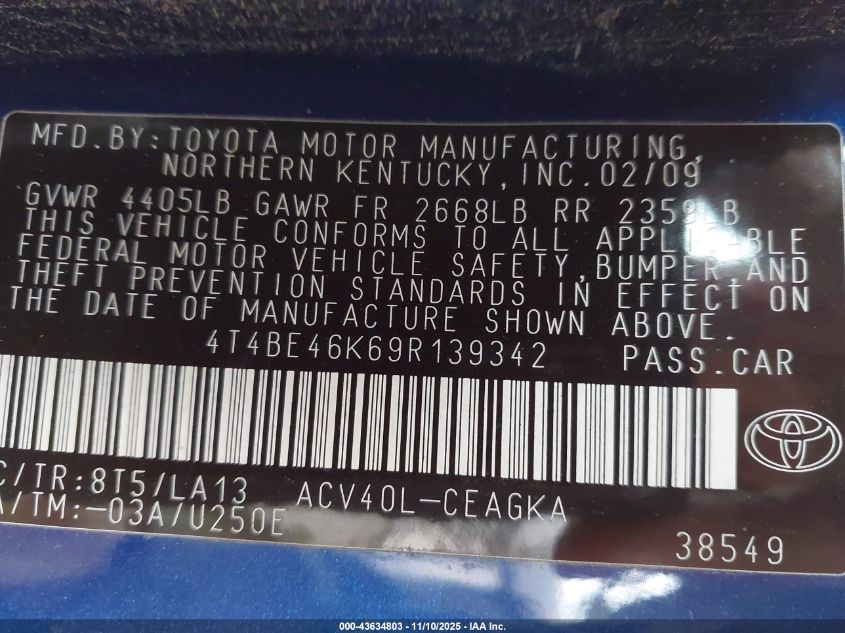 MFD.BY:TOYOTA MOTOR MANUFACTURING,
NORTHERN KENTUCKY,INC.02/09
GVWR 4405LB GAWR FR 2668LB RR 2359LB
THIS VEHICLE CONFORMS TO ALL APPLICABLE
FEDERAL MOTOR VEHICLE SAFETY,BUMPER AND
THEFT PREVENTION STANDARDS IN EFFECT ON
THE DATE OF MANUFACTURE SHOWN ABOVE.
4T4BE46K69R139342 PASS.CAR
C/TR:8T5/LA13 ACV40L-CEAGKA
A/TM:-03A/U250E
38549
000-43634803 — 11/10/2025 — IAA Inc.